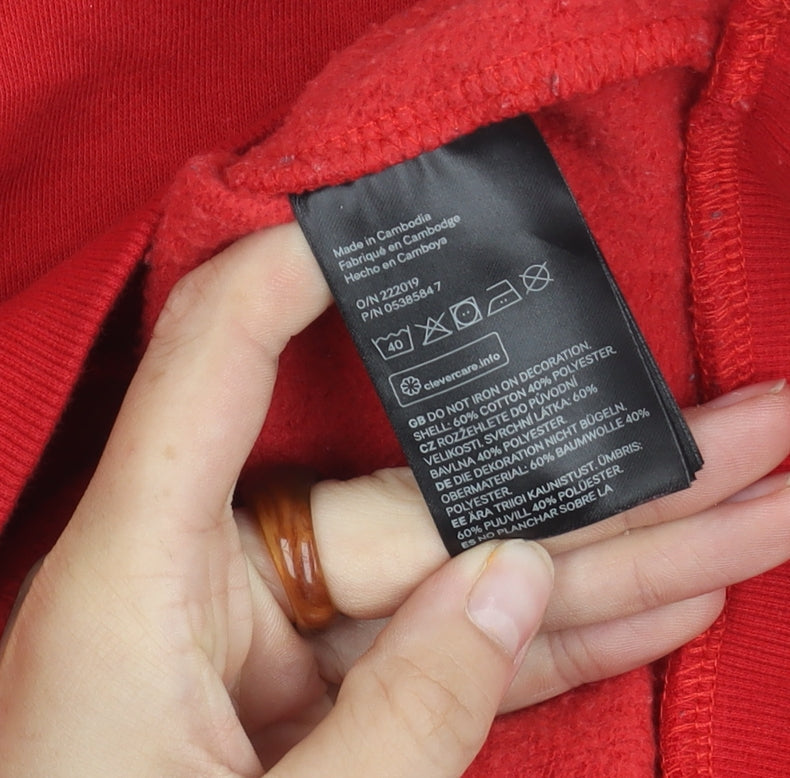 Made in Cambodia
Fabriqué en Cambodge
Hecho en Camboya
O/N 222019
P/N 05385847
40
clevercare.info
GB DO NOT IRON ON DECORATION.
SHELL: 60% COTTON 40% POLYESTER.
CZ ROZŽEHLETE DO PŮVODNÍ
VELIKOSTI. SVRCHNÍ LÁTKA: 60%
BAVLNA 40% POLYESTER.
DE DIE DEKORATION NICHT BÜGELN.
OBERMATERIAL: 60% BAUMWOLLE 40%
POLYESTER.
EE ÄRA TRIIGI KAUNISTUST. ÜMBRIS:
60% PUUVILL 40% POLÜESTER.
ES NO PLANCHAR SOBRE LA